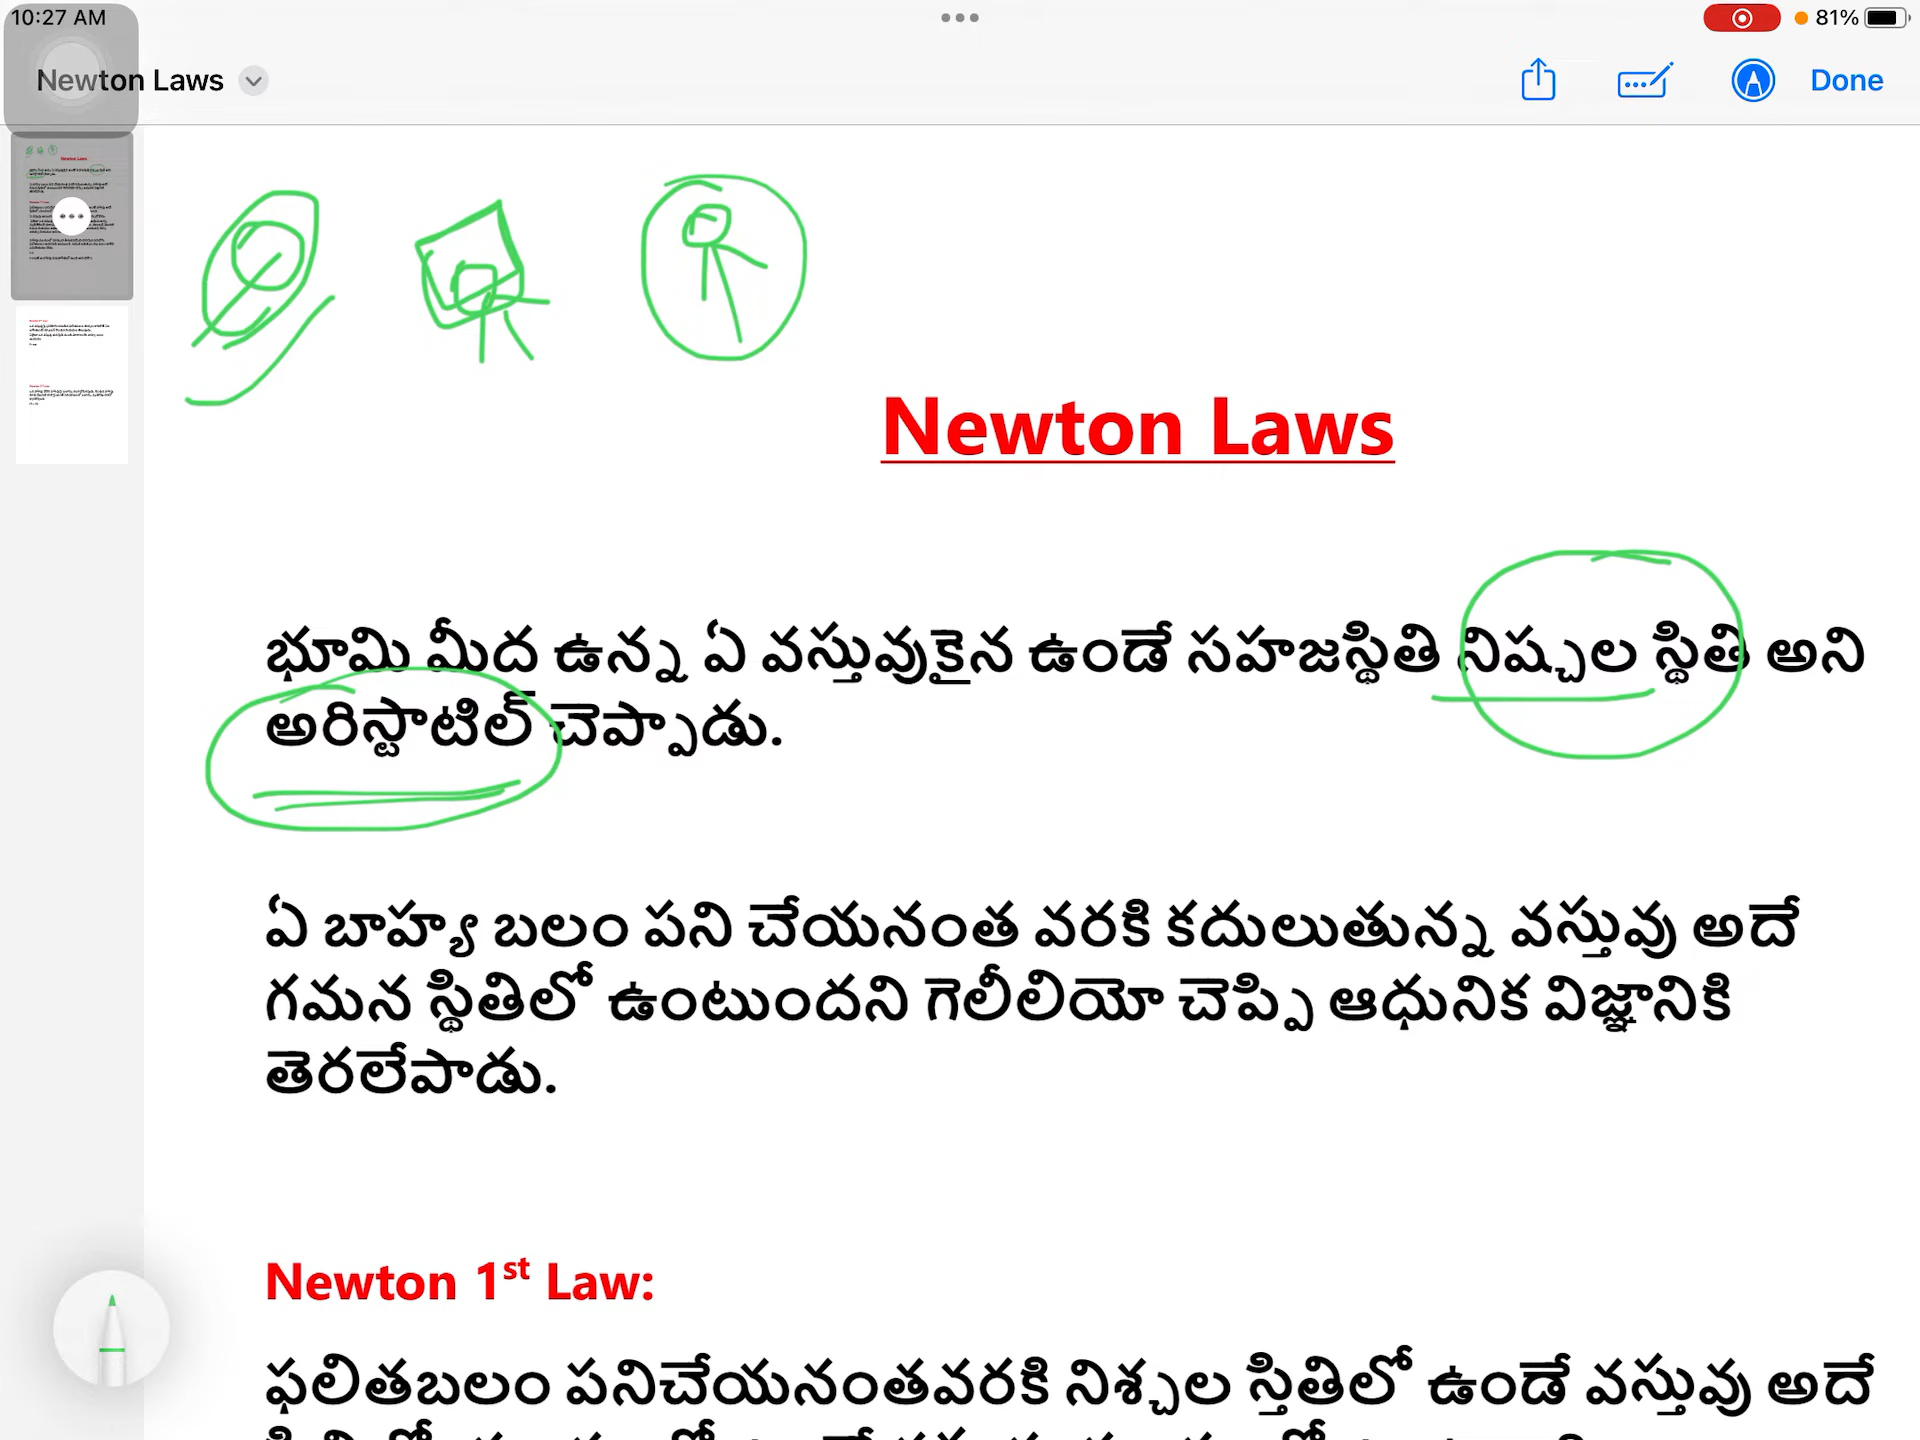 10:27 AM
81%
Newton Laws
Done
Newton Laws
భూమి మీద ఉన్న ఏ వస్తువుకైన ఉండే సహజస్థితి నిష్చల స్థితి అని
అరిస్టాటిల్ చెప్పాడు.
ఏ బాహ్య బలం పని చేయనంత వరకి కదులుతున్న వస్తువు అదే
గమన స్థితిలో ఉంటుందని గెలీలియో చెప్పి ఆధునిక విజ్ఞానికి
తెరలేపాడు.
Newton 1st Law:
ఫలితబలం పనిచేయనంతవరకి నిశ్చల స్తితిలో ఉండే వస్తువు అదే